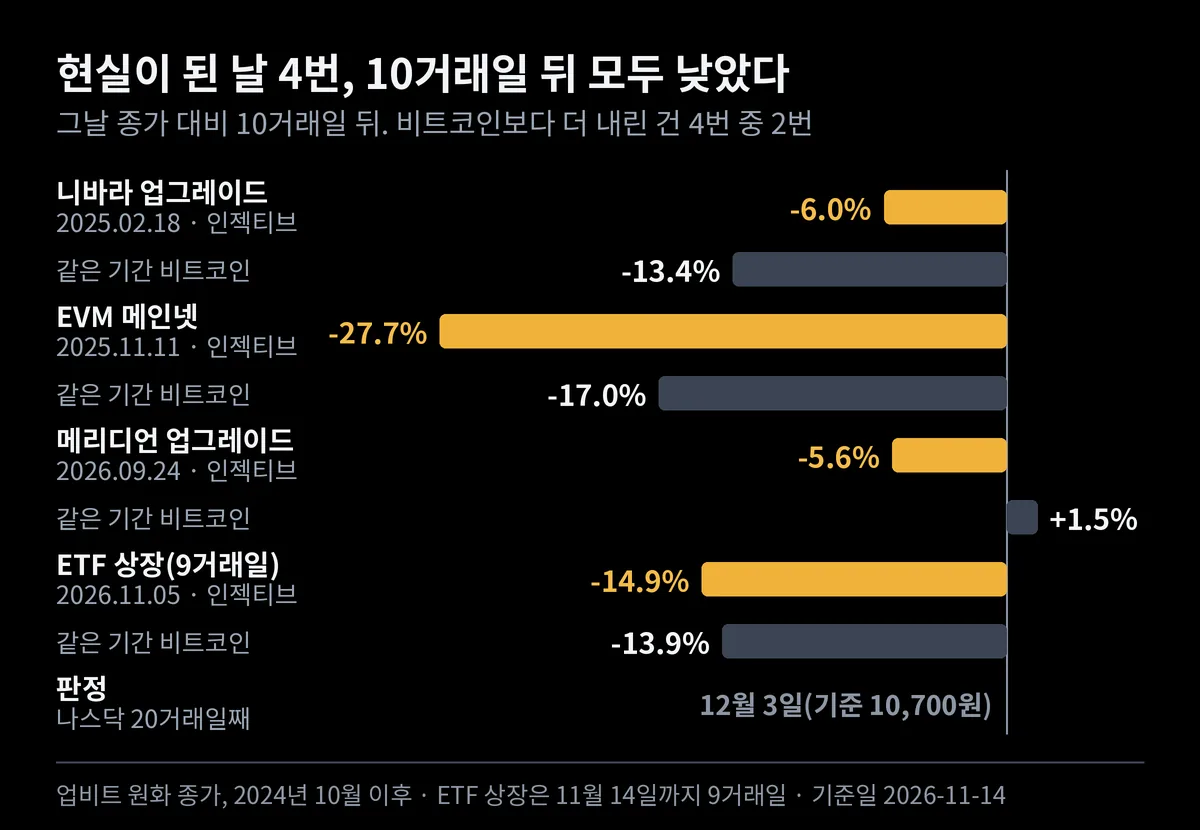 현실이 된 날 4번, 10거래일 뒤 모두 낮았다
그날 종가 대비 10거래일 뒤. 비트코인보다 더 내린 건 4번 중 2번
니바라 업그레이드
2025.02.18 · 인젝티브
-6.0%
같은 기간 비트코인
-13.4%
EVM 메인넷
2025.11.11 · 인젝티브
-27.7%
같은 기간 비트코인
-17.0%
메리디언 업그레이드
2026.09.24 · 인젝티브
-5.6%
같은 기간 비트코인
+1.5%
ETF 상장(9거래일)
2026.11.05 · 인젝티브
-14.9%
같은 기간 비트코인
-13.9%
판정
나스닥 20거래일째
12월 3일(기준 10,700원)
업비트 원화 종가, 2024년 10월 이후 · ETF 상장은 11월 14일까지 9거래일 · 기준일 2026-11-14